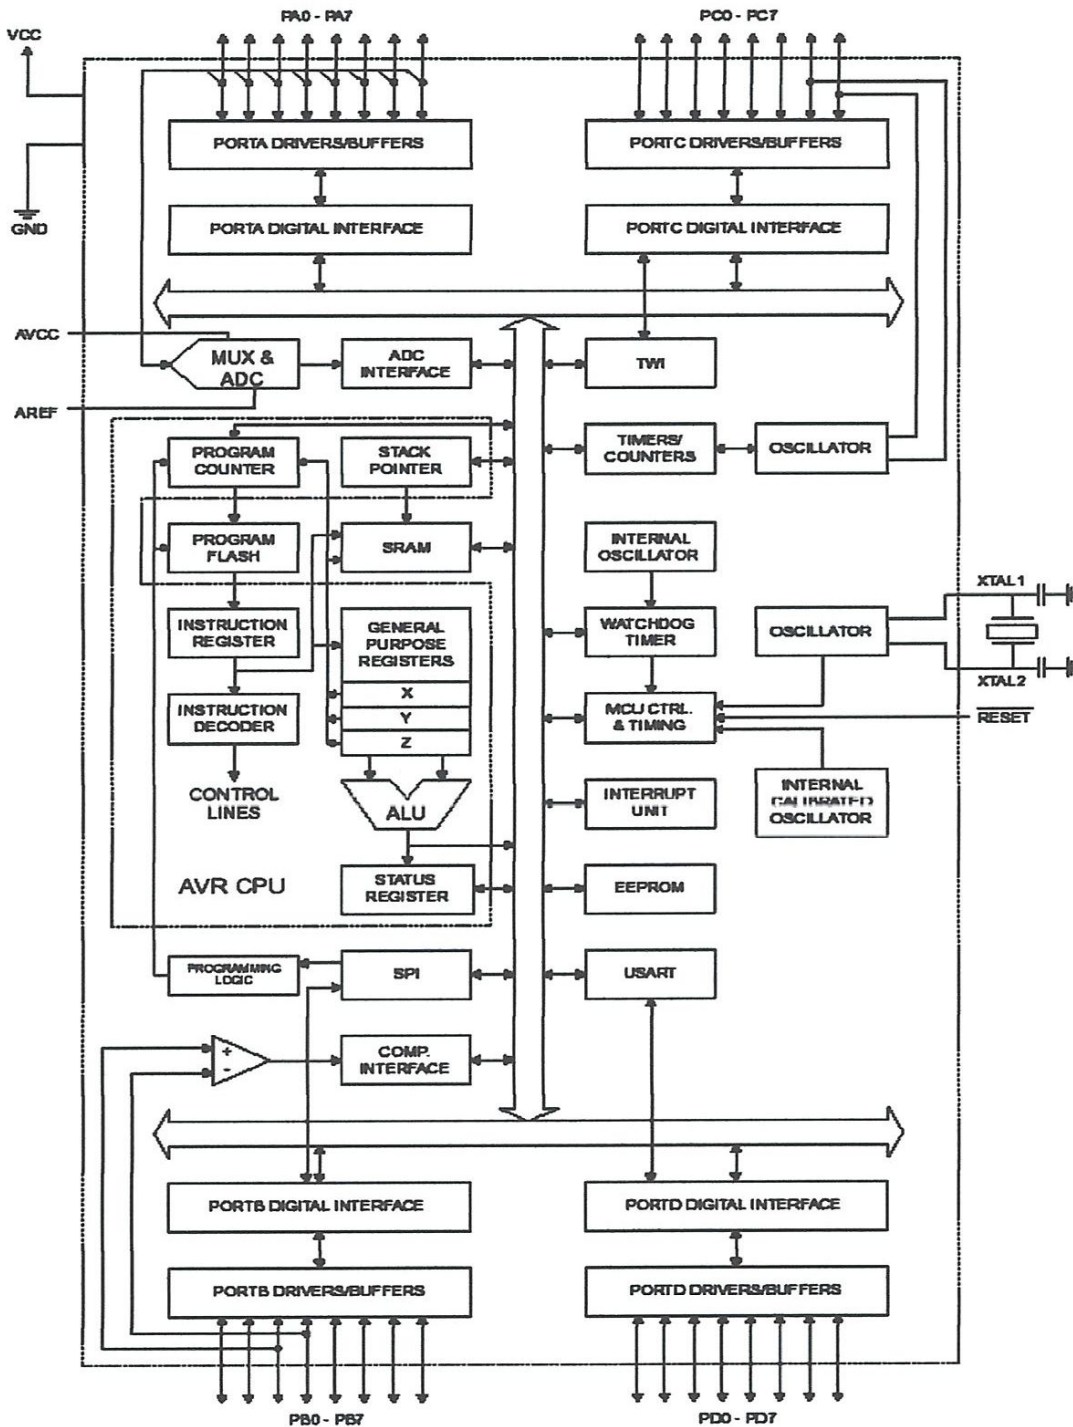 PA0 - PA7
PC0 - PC7
VCC
PORTA DRIVERS/BUFFERS
PORTC DRIVERS/BUFFERS
GND
PORTA DIGITAL INTERFACE
PORTC DIGITAL INTERFACE
AVCC
MUX &
ADC
ADC
INTERFACE
TWI
AREF
PROGRAM
COUNTER
STACK
POINTER
TIMERS/
COUNTERS
OSCILLATOR
PROGRAM
FLASH
SRAM
INTERNAL
OSCILLATOR
XTAL1
INSTRUCTION
REGISTER
GENERAL
PURPOSE
REGISTERS
WATCHDOG
TIMER
OSCILLATOR
XTAL2
X
INSTRUCTION
DECODER
Y
MCU CTRL.
& TIMING
RESET
Z
CONTROL
LINES
ALU
INTERRUPT
UNIT
INTERNAL
CALIBRATED
OSCILLATOR
AVR CPU
STATUS
REGISTER
EEPROM
PROGRAMMING
LOGIC
SPI
USART
+
-
COMP.
INTERFACE
PORTB DIGITAL INTERFACE
PORTD DIGITAL INTERFACE
PORTB DRIVERS/BUFFERS
PORTD DRIVERS/BUFFERS
PB0 - PB7
PD0 - PD7